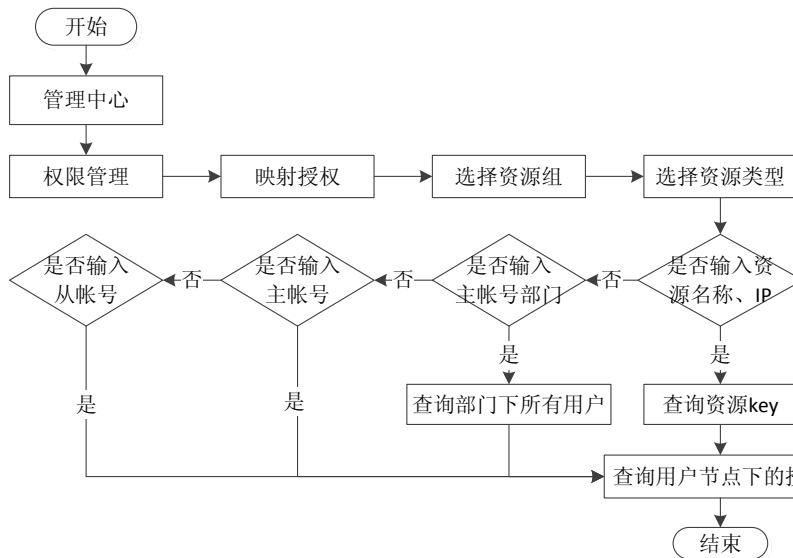 开始
管理中心
权限管理
映射授权
选择资源组
选择资源类型
是否输入
从帐号
否
是否输入
主帐号
否
是否输入
主帐号部门
否
是否输入资
源名称、IP
是
是
是
是
查询部门下所有用户
查询资源key
查询用户节点下的
结束